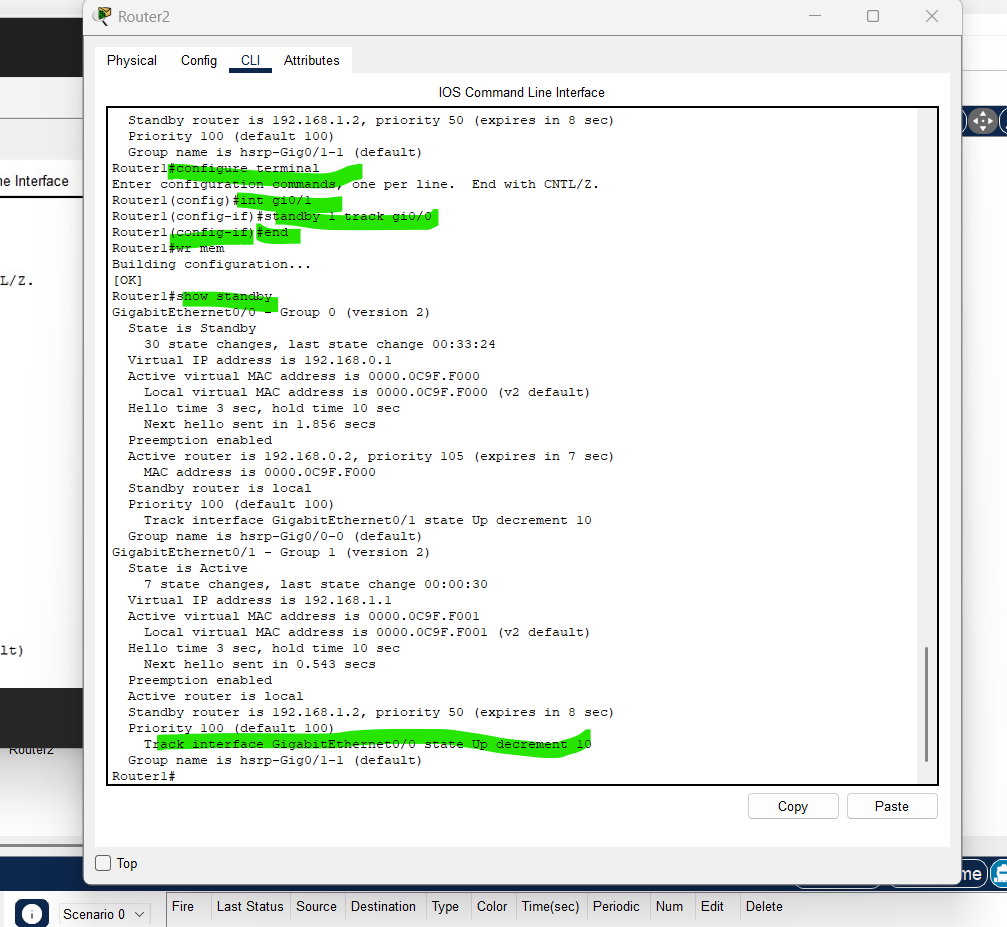 Router2
Physical Config CLI Attributes
IOS Command Line Interface
Standby router is 192.168.1.2, priority 50 (expires in 8 sec)
Priority 100 (default 100)
Group name is hsrp-Gig0/1-1 (default)
Router1#configure terminal
Enter configuration commands, one per line. End with CNTL/Z.
Router1(config)#int gi0/1
Router1(config-if)#standby 1 track gi0/0
Router1(config-if)#end
Router1#wr mem
Building configuration...
[OK]
Router1#show standby
GigabitEthernet0/0 - Group 0 (version 2)
State is Standby
30 state changes, last state change 00:33:24
Virtual IP address is 192.168.0.1
Active virtual MAC address is 0000.0C9F.F000
Local virtual MAC address is 0000.0C9F.F000 (v2 default)
Hello time 3 sec, hold time 10 sec
Next hello sent in 1.856 secs
Preemption enabled
Active router is 192.168.0.2, priority 105 (expires in 7 sec)
MAC address is 0000.0C9F.F000
Standby router is local
Priority 100 (default 100)
Track interface GigabitEthernet0/1 state Up decrement 10
Group name is hsrp-Gig0/0-0 (default)
GigabitEthernet0/1 - Group 1 (version 2)
State is Active
7 state changes, last state change 00:00:30
Virtual IP address is 192.168.1.1
Active virtual MAC address is 0000.0C9F.F001
Local virtual MAC address is 0000.0C9F.F001 (v2 default)
Hello time 3 sec, hold time 10 sec
Next hello sent in 0.543 secs
Preemption enabled
Active router is local
Standby router is 192.168.1.2, priority 50 (expires in 8 sec)
Priority 100 (default 100)
Track interface GigabitEthernet0/0 state Up decrement 10
Group name is hsrp-Gig0/1-1 (default)
Router1#
Copy Paste
Top
ne Interface
L/Z.
lt)
Router2
me
Scenario 0
Fire Last Status Source Destination Type Color Time(sec) Periodic Num Edit Delete